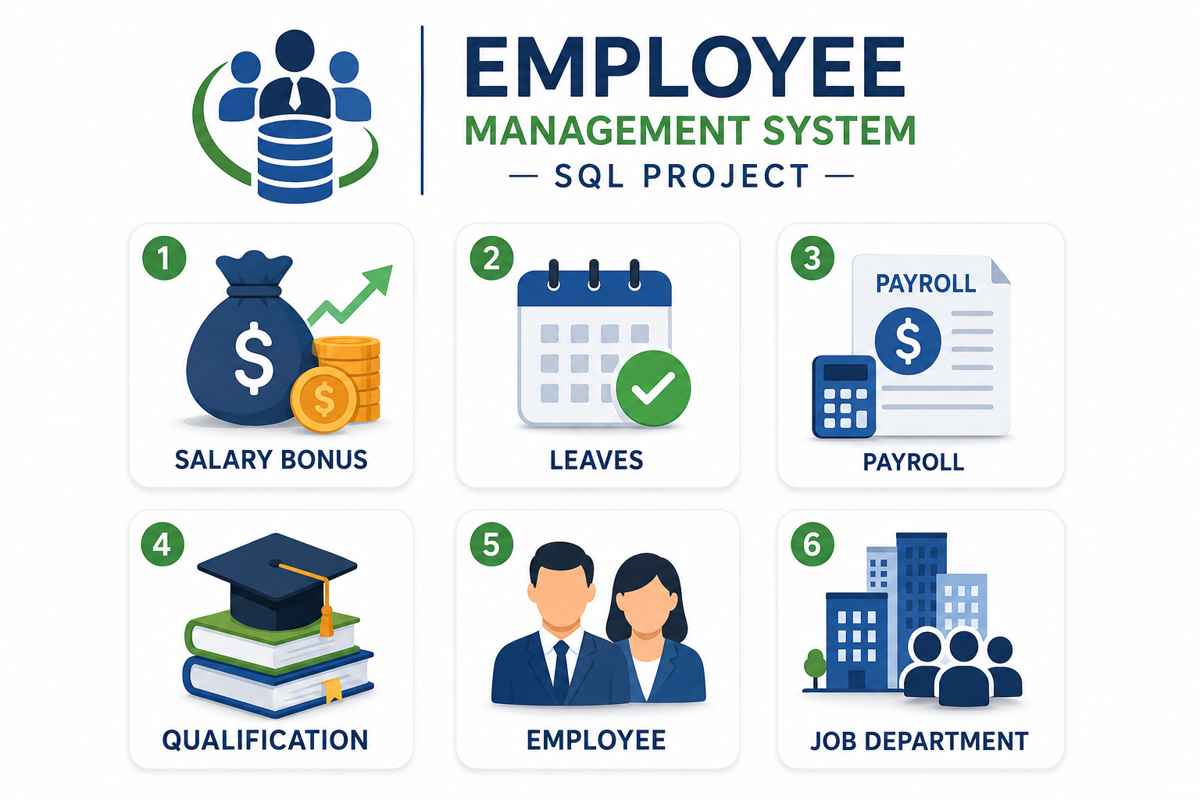 EMPLOYEE
MANAGEMENT SYSTEM
— SQL PROJECT —
1
$
$
SALARY BONUS
2
LEAVES
3
PAYROLL
$
PAYROLL
4
QUALIFICATION
5
EMPLOYEE
6
JOB DEPARTMENT